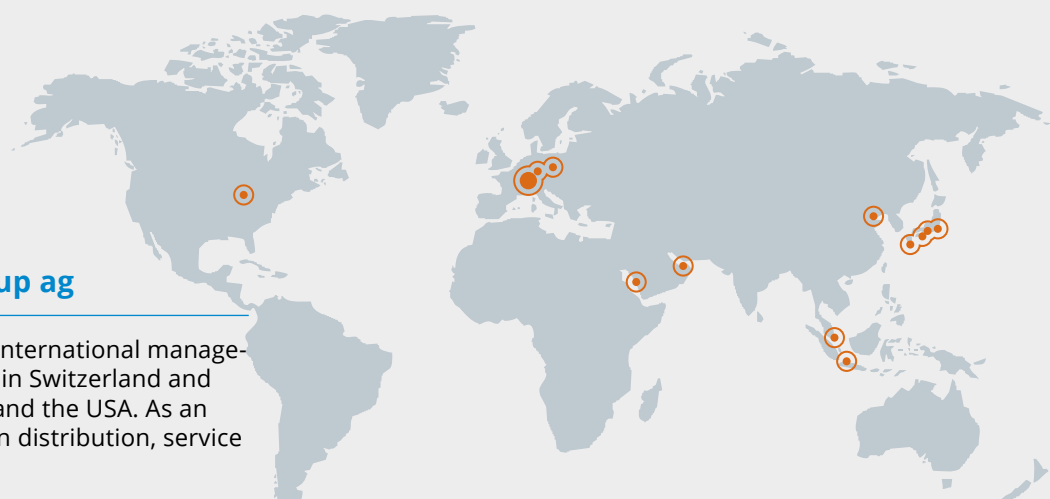 up ag
nternational manage-
in Switzerland and
and the USA. As an
n distribution, service